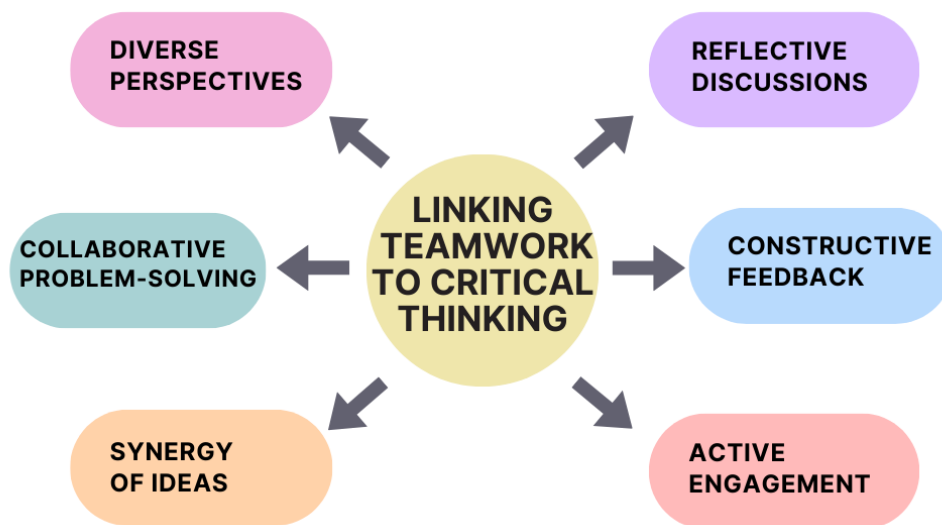 DIVERSE
PERSPECTIVES
REFLECTIVE
DISCUSSIONS
LINKING
TEAMWORK
TO CRITICAL
THINKING
COLLABORATIVE
PROBLEM-SOLVING
CONSTRUCTIVE
FEEDBACK
SYNERGY
OF IDEAS
ACTIVE
ENGAGEMENT